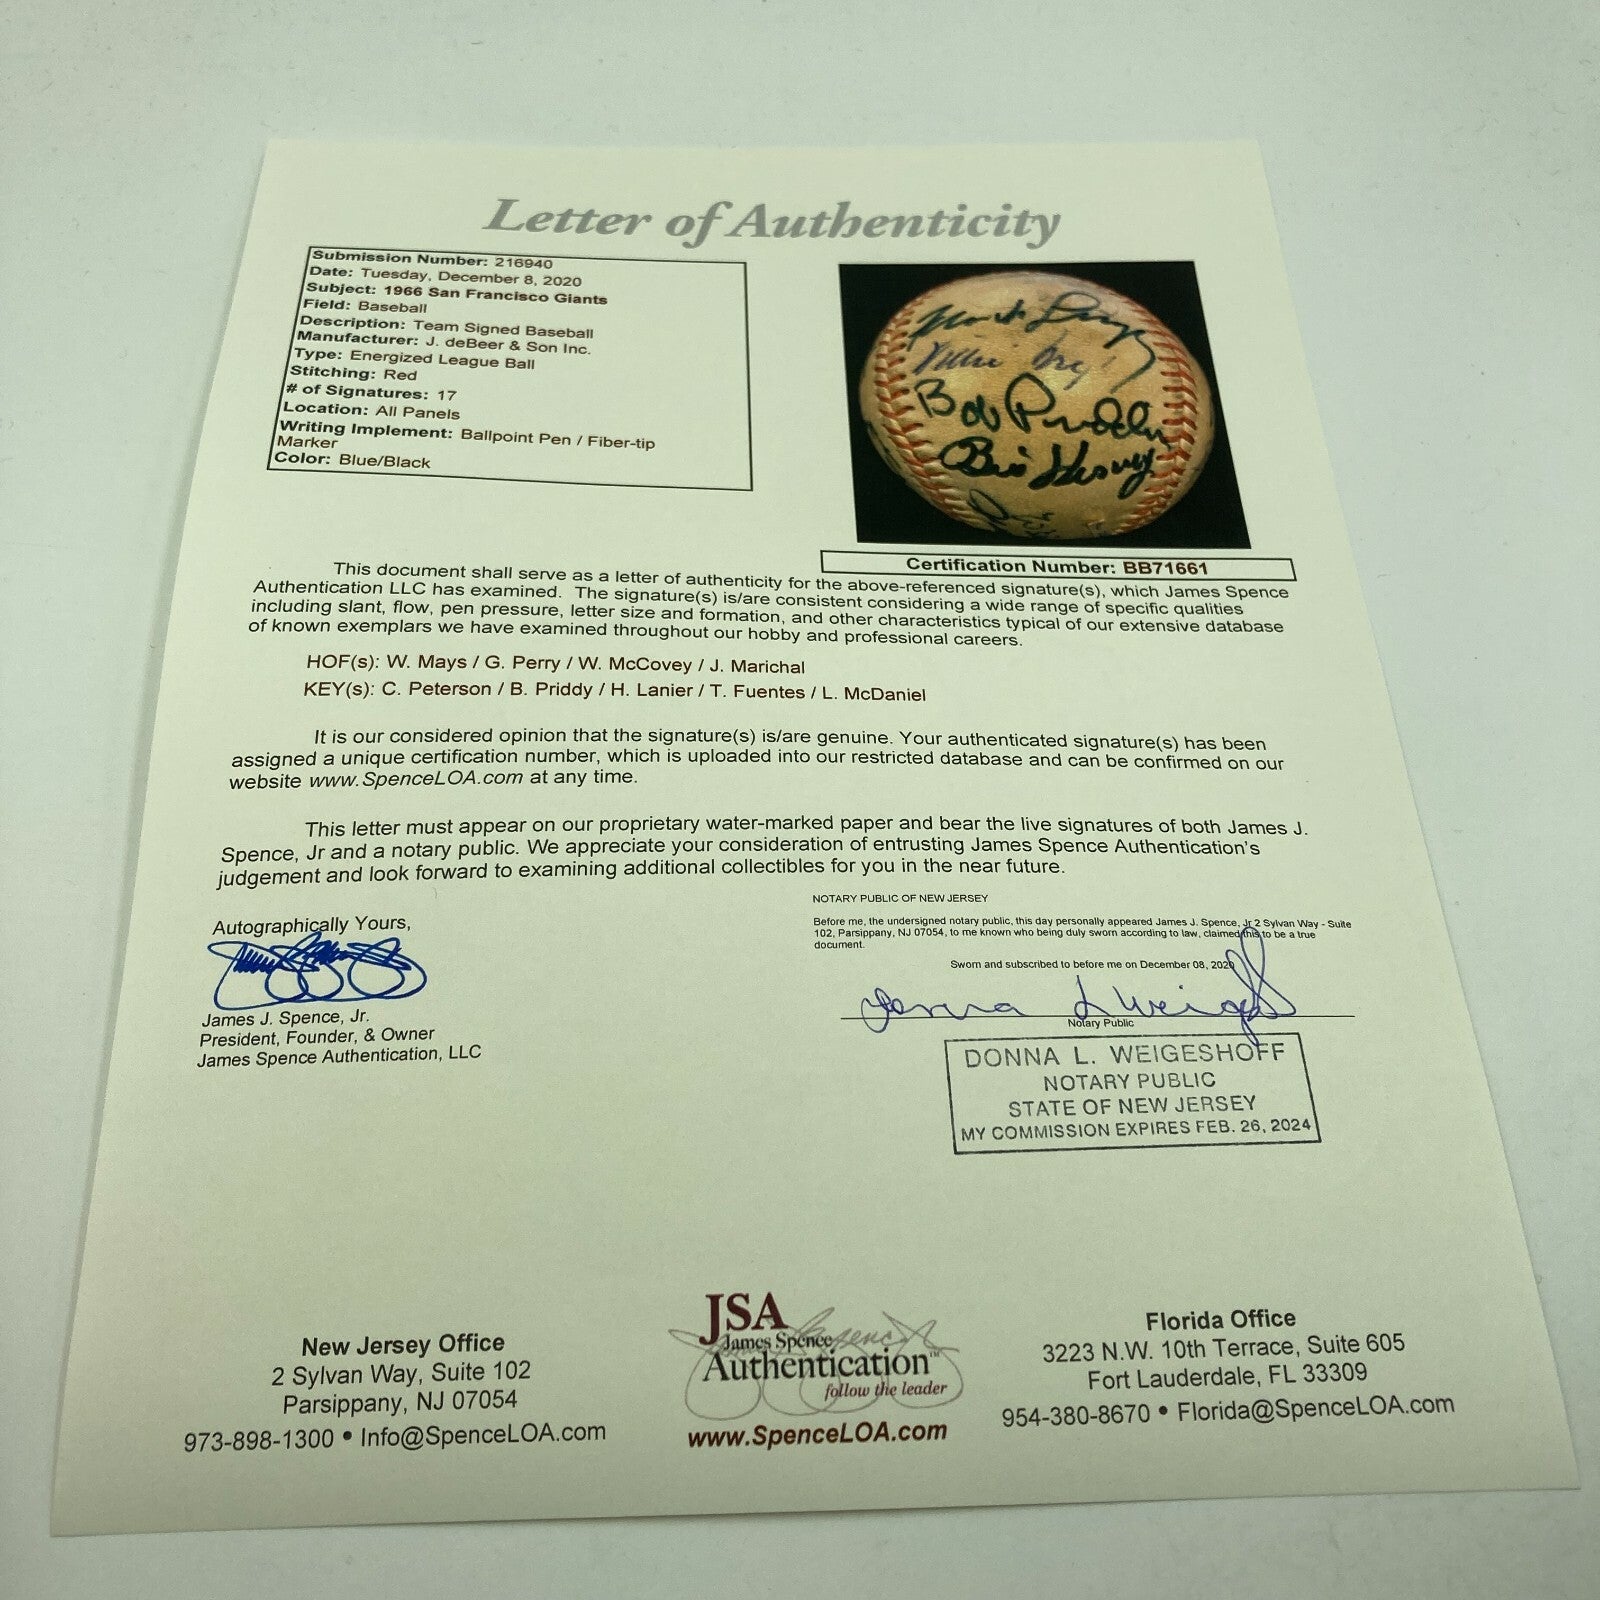 Letter of Authenticity
Submission Number: 216940
Date: Tuesday, December 8, 2020
Subject: 1966 San Francisco Giants
Field: Baseball
Description: Team Signed Baseball
Manufacturer: J. deBeer & Son Inc.
Type: Energized League Ball
Stitching: Red
# of Signatures: 17
Location: All Panels
Writing Implement: Ballpoint Pen / Fiber-tip
Marker
Color: Blue/Black
Willie
Bob Priddy
Certification Number: BB71661
This document shall serve as a letter of authenticity for the above-referenced signature(s), which James Spence
Authentication LLC has examined. The signature(s) is/are consistent considering a wide range of specific qualities
including slant, flow, pen pressure, letter size and formation, and other characteristics typical of our extensive database
of known exemplars we have examined throughout our hobby and professional careers.
HOF(s): W. Mays / G. Perry / W. McCovey / J. Marichal
KEY(s): C. Peterson / B. Priddy / H. Lanier / T. Fuentes / L. McDaniel
It is our considered opinion that the signature(s) is/are genuine. Your authenticated signature(s) has been
assigned a unique certification number, which is uploaded into our restricted database and can be confirmed on our
website www.SpenceLOA.com at any time.
This letter must appear on our proprietary water-marked paper and bear the live signatures of both James J.
Spence, Jr and a notary public. We appreciate your consideration of entrusting James Spence Authentication's
judgement and look forward to examining additional collectibles for you in the near future.
Autographically Yours,
James J. Spence, Jr.
President, Founder, & Owner
James Spence Authentication, LLC
NOTARY PUBLIC OF NEW JERSEY
Before me, the undersigned notary public, this day personally appeared James J. Spence, Jr 2 Sylvan Way - Suite
102, Parsippany, NJ 07054, to me known who being duly sworn according to law, claimed this to be a true
document.
Sworn and subscribed to before me on December 08, 2020
Notary Public
DONNA L. WEIGESHOFF
NOTARY PUBLIC
STATE OF NEW JERSEY
MY COMMISSION EXPIRES FEB. 26, 2024
New Jersey Office
2 Sylvan Way, Suite 102
Parsippany, NJ 07054
973-898-1300 • Info@SpenceLOA.com
JSA
James Spence
Authentication™
follow the leader
www.SpenceLOA.com
Florida Office
3223 N.W. 10th Terrace, Suite 605
Fort Lauderdale, FL 33309
954-380-8670 • Florida@SpenceLOA.com